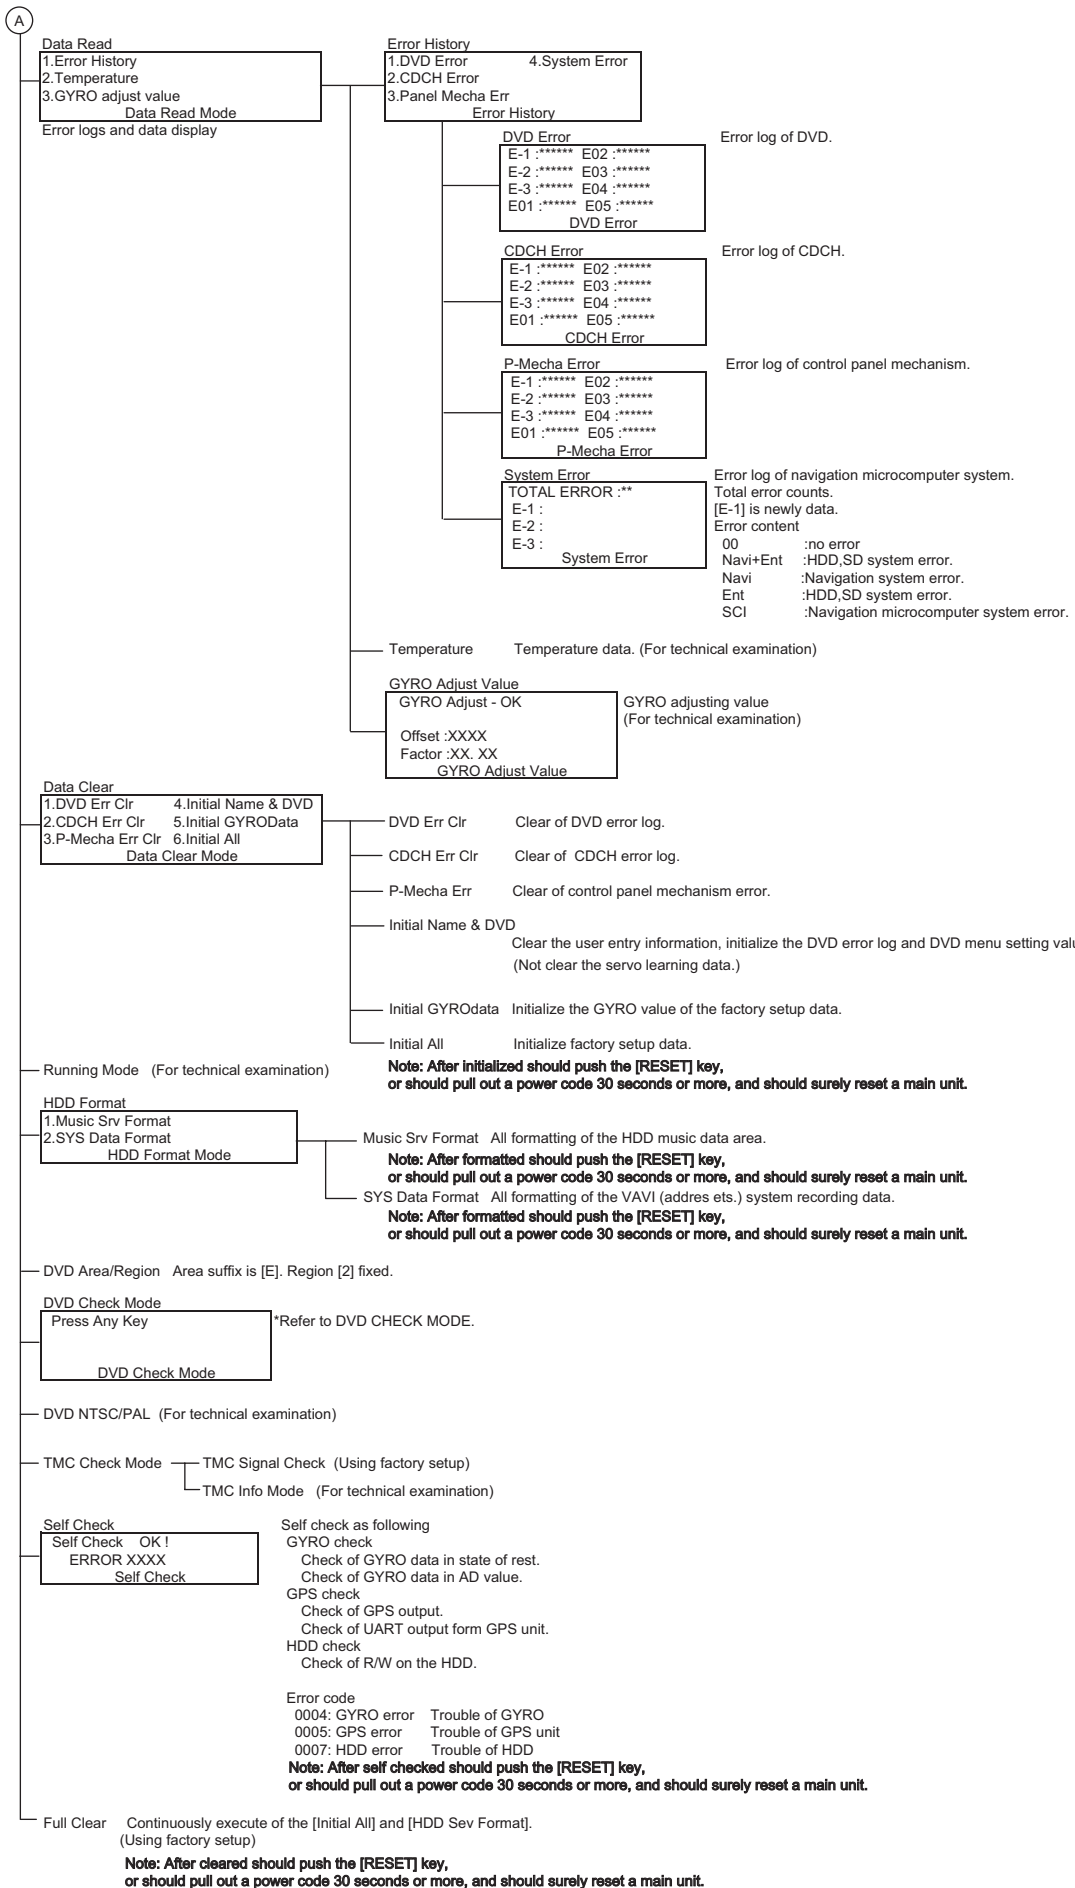 A
Data Read
1.Error History
2.Temperature
3.GYRO adjust value
Data Read Mode
Error logs and data display
Error History
1.DVD Error 4.System Error
2.CDCH Error
3.Panel Mecha Err
Error History
DVD Error
E-1 :****** E02 :******
E-2 :****** E03 :******
E-3 :****** E04 :******
E01 :****** E05 :******
DVD Error
Error log of DVD.
CDCH Error
E-1 :****** E02 :******
E-2 :****** E03 :******
E-3 :****** E04 :******
E01 :****** E05 :******
CDCH Error
Error log of CDCH.
P-Mecha Error
E-1 :****** E02 :******
E-2 :****** E03 :******
E-3 :****** E04 :******
E01 :****** E05 :******
P-Mecha Error
Error log of control panel mechanism.
System Error
TOTAL ERROR :**
E-1 :
E-2 :
E-3 :
System Error
Error log of navigation microcomputer system.
Total error counts.
[E-1] is newly data.
Error content
00 :no error
Navi+Ent :HDD,SD system error.
Navi :Navigation system error.
Ent :HDD,SD system error.
SCI :Navigation microcomputer system error.
Temperature Temperature data. (For technical examination)
GYRO Adjust Value
GYRO Adjust - OK
Offset :XXXX
Factor :XX. XX
GYRO Adjust Value
GYRO adjusting value
(For technical examination)
Data Clear
1.DVD Err Clr 4.Initial Name & DVD
2.CDCH Err Clr 5.Initial GYROData
3.P-Mecha Err Clr 6.Initial All
Data Clear Mode
DVD Err Clr Clear of DVD error log.
CDCH Err Clr Clear of CDCH error log.
P-Mecha Err Clear of control panel mechanism error.
Initial Name & DVD
Clear the user entry information, initialize the DVD error log and DVD menu setting valu
(Not clear the servo learning data.)
Initial GYROdata Initialize the GYRO value of the factory setup data.
Initial All Initialize factory setup data.
Note: After initialized should push the [RESET] key,
or should pull out a power code 30 seconds or more, and should surely reset a main unit.
Running Mode (For technical examination)
HDD Format
1.Music Srv Format
2.SYS Data Format
HDD Format Mode
Music Srv Format All formatting of the HDD music data area.
Note: After formatted should push the [RESET] key,
or should pull out a power code 30 seconds or more, and should surely reset a main unit.
SYS Data Format All formatting of the VAVI (addres ets.) system recording data.
Note: After formatted should push the [RESET] key,
or should pull out a power code 30 seconds or more, and should surely reset a main unit.
DVD Area/Region Area suffix is [E]. Region [2] fixed.
DVD Check Mode
Press Any Key
DVD Check Mode
*Refer to DVD CHECK MODE.
DVD NTSC/PAL (For technical examination)
TMC Check Mode TMC Signal Check (Using factory setup)
TMC Info Mode (For technical examination)
Self Check
Self Check OK !
ERROR XXXX
Self Check
Self check as following
GYRO check
Check of GYRO data in state of rest.
Check of GYRO data in AD value.
GPS check
Check of GPS output.
Check of UART output form GPS unit.
HDD check
Check of R/W on the HDD.
Error code
0004: GYRO error Trouble of GYRO
0005: GPS error Trouble of GPS unit
0007: HDD error Trouble of HDD
Note: After self checked should push the [RESET] key,
or should pull out a power code 30 seconds or more, and should surely reset a main unit.
Full Clear Continuously execute of the [Initial All] and [HDD Sev Format].
(Using factory setup)
Note: After cleared should push the [RESET] key,
or should pull out a power code 30 seconds or more, and should surely reset a main unit.